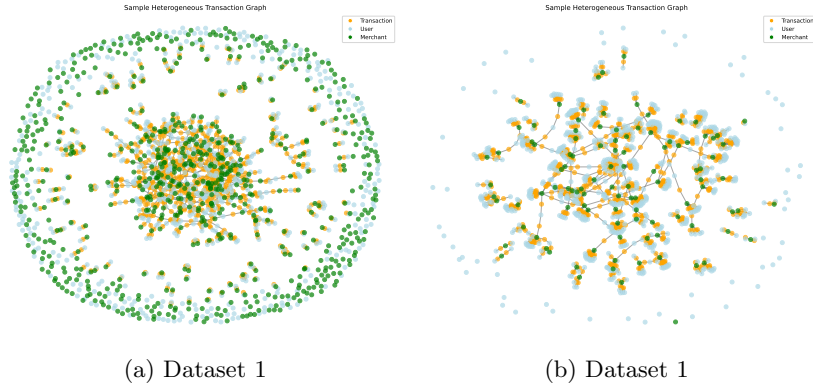 Sample Heterogeneous Transaction Graph
Transaction
User
Merchant
(a) Dataset 1
Sample Heterogeneous Transaction Graph
Transaction
User
Merchant
(b) Dataset 1